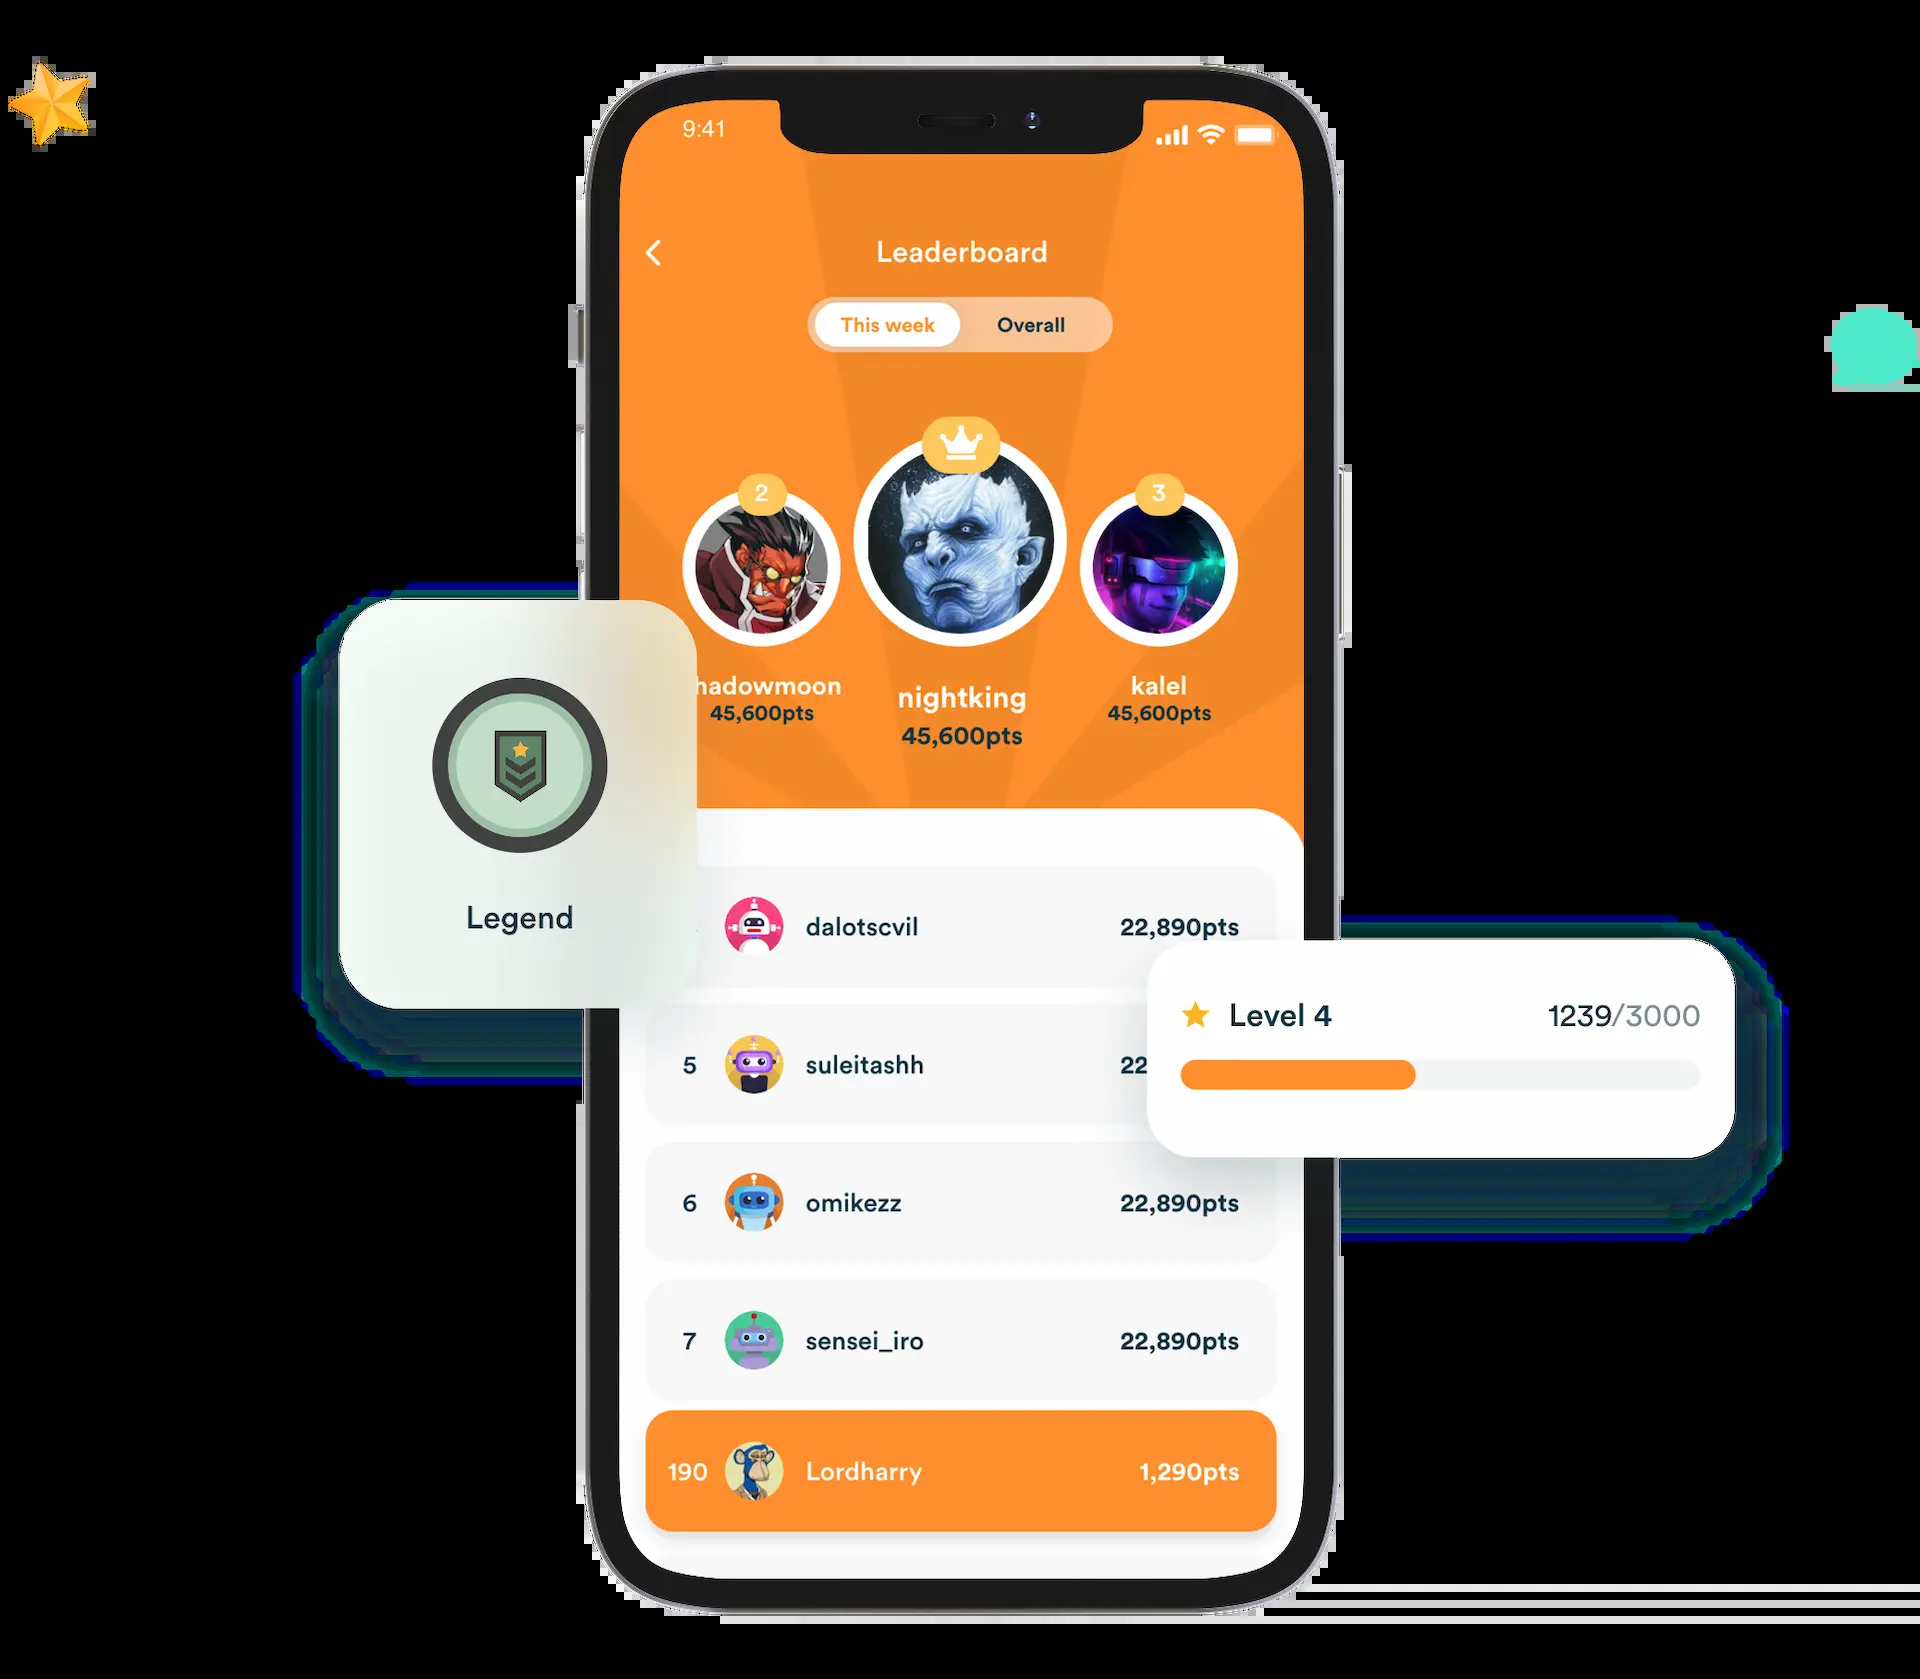 9:41
Leaderboard
This week Overall
2
3
hadowmoon
45,600pts
nightking
45,600pts
kalel
45,600pts
Legend
dalotscvil 22,890pts
Level 4 1239/3000
5 suleitashh 22
6 omikezz 22,890pts
7 sensei_iro 22,890pts
190 Lordharry 1,290pts